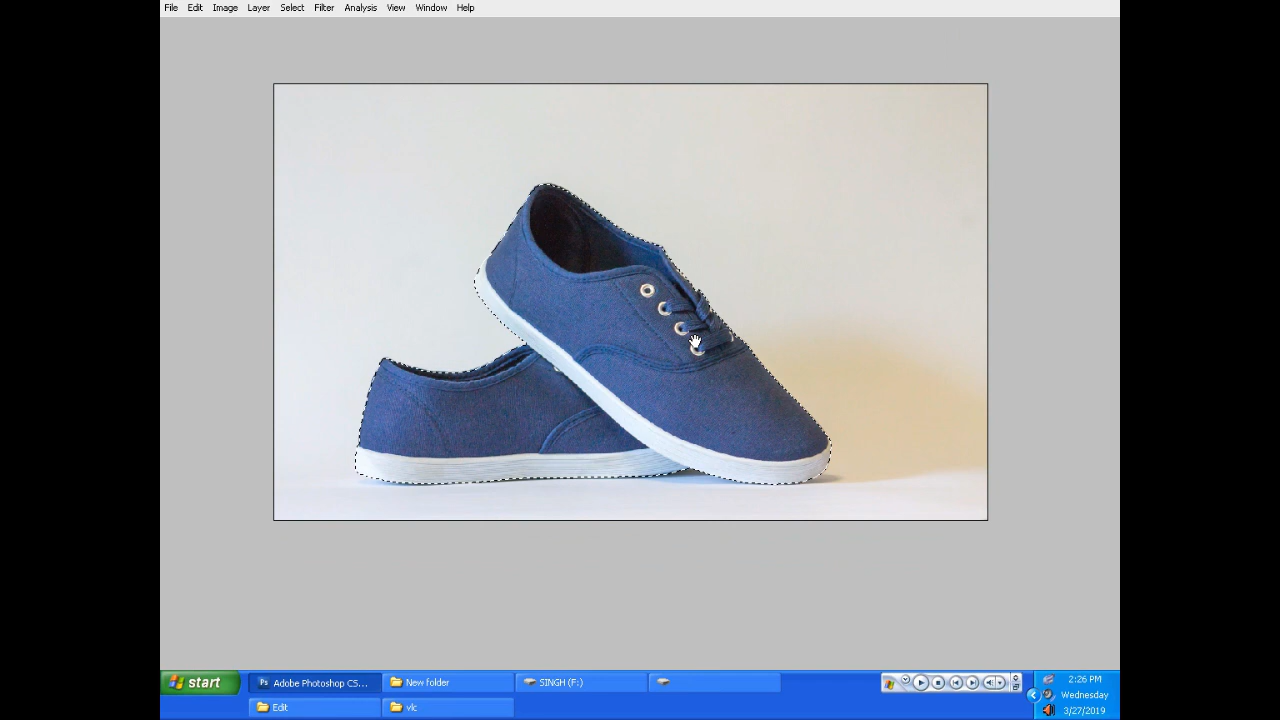 File Edit Image Layer Select Filter Analysis View Window Help
start
Ps Adobe Photoshop CS...
New folder
SINGH (F:)
2:26 PM
Wednesday
Edit
vlc
3/27/2019